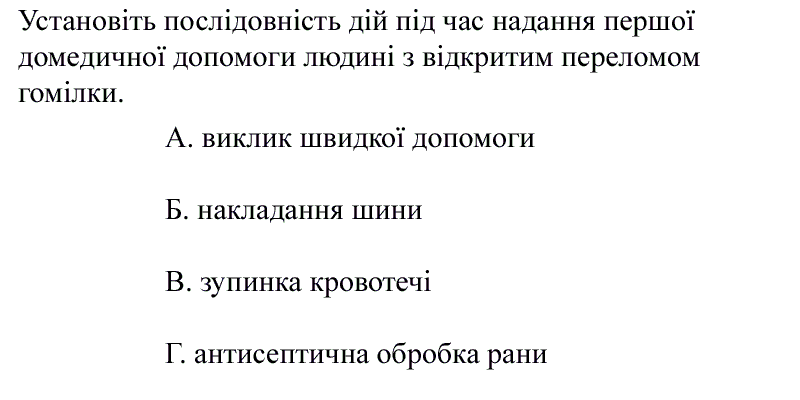 Установіть послідовність дій під час надання першої
домедичної допомоги людині з відкритим переломом
гомілки.
А. виклик швидкої допомоги
Б. накладання шини
В. зупинка кровотечі
Г. антисептична обробка рани